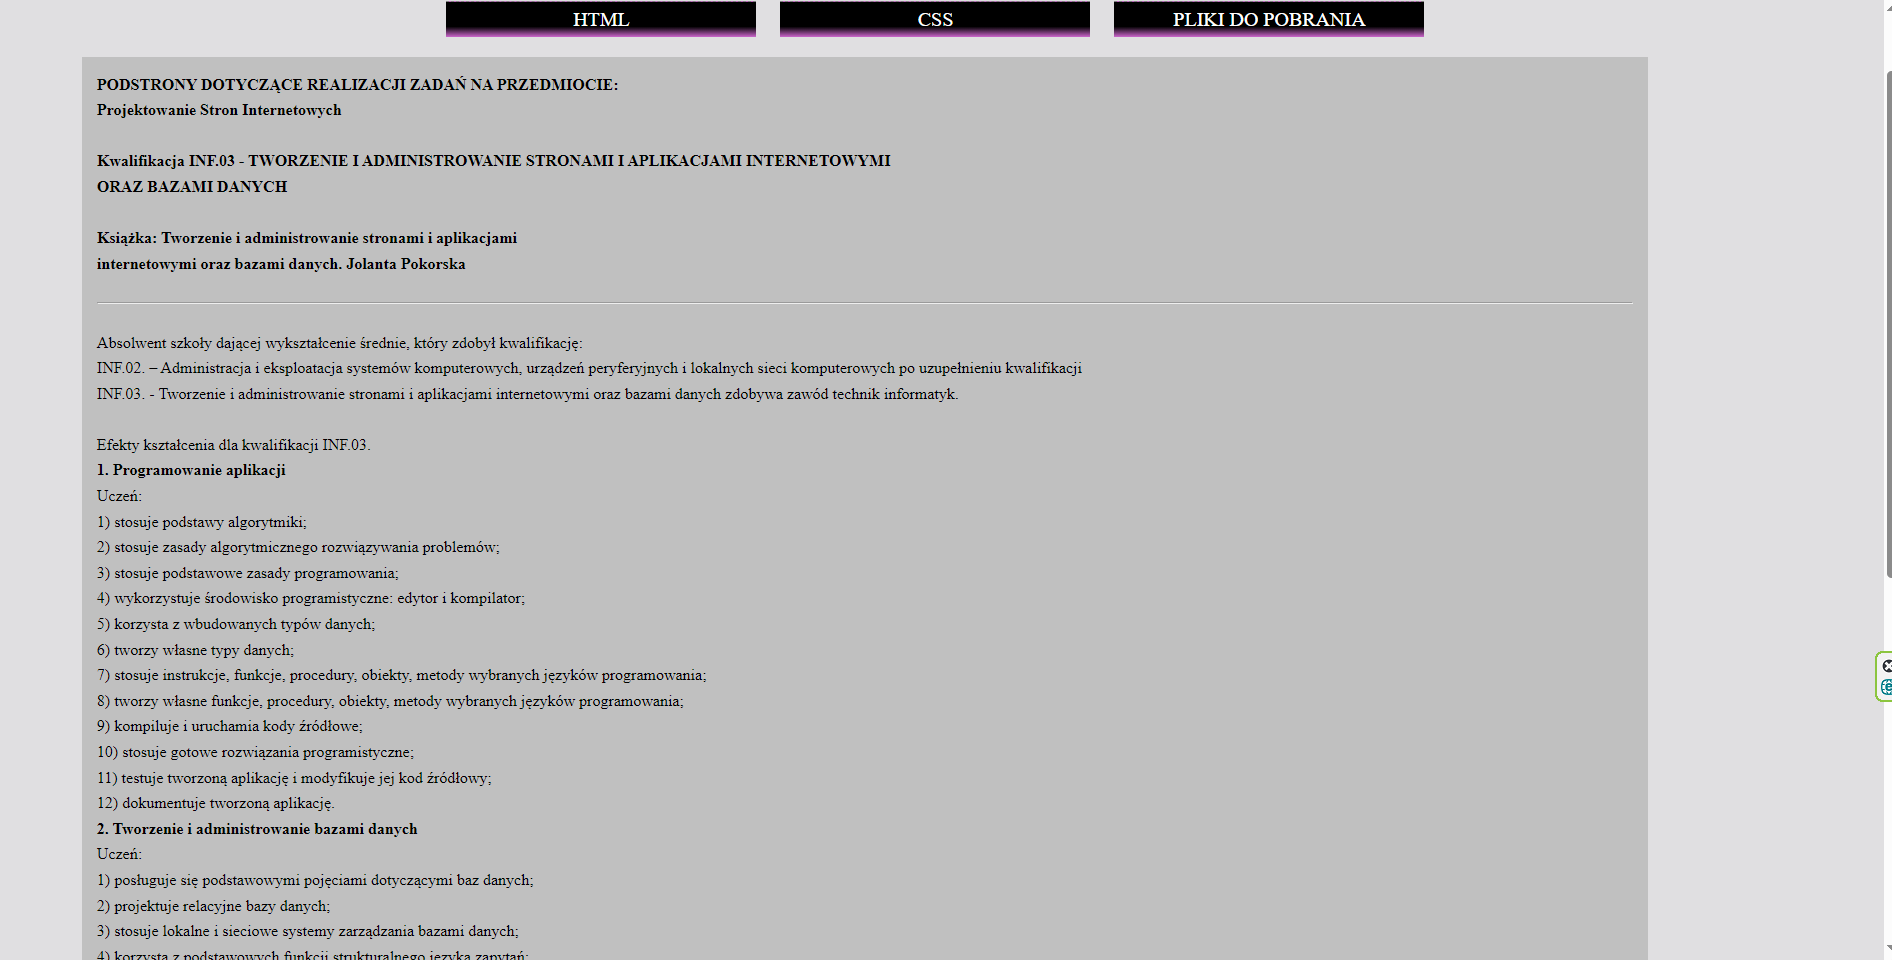 HTML
CSS
PLIKI DO POBRANIA
PODSTRONY DOTYCZĄCE REALIZACJI ZADAŃ NA PRZEDMIOCIE:
Projektowanie Stron Internetowych
Kwalifikacja INF.03 - TWORZENIE I ADMINISTROWANIE STRONAMI I APLIKACJAMI INTERNETOWYMI
ORAZ BAZAMI DANYCH
Książka: Tworzenie i administrowanie stronami i aplikacjami
internetowymi oraz bazami danych. Jolanta Pokorska
Absolwent szkoły dającej wykształcenie średnie, który zdobył kwalifikację:
INF.02. – Administracja i eksploatacja systemów komputerowych, urządzeń peryferyjnych i lokalnych sieci komputerowych po uzupełnieniu kwalifikacji
INF.03. - Tworzenie i administrowanie stronami i aplikacjami internetowymi oraz bazami danych zdobywa zawód technik informatyk.
Efekty kształcenia dla kwalifikacji INF.03.
1. Programowanie aplikacji
Uczeń:
1) stosuje podstawy algorytmiki;
2) stosuje zasady algorytmicznego rozwiązywania problemów;
3) stosuje podstawowe zasady programowania;
4) wykorzystuje środowisko programistyczne: edytor i kompilator;
5) korzysta z wbudowanych typów danych;
6) tworzy własne typy danych;
7) stosuje instrukcje, funkcje, procedury, obiekty, metody wybranych języków programowania;
8) tworzy własne funkcje, procedury, obiekty, metody wybranych języków programowania;
9) kompiluje i uruchamia kody źródłowe;
10) stosuje gotowe rozwiązania programistyczne;
11) testuje tworzoną aplikację i modyfikuje jej kod źródłowy;
12) dokumentuje tworzoną aplikację.
2. Tworzenie i administrowanie bazami danych
Uczeń:
1) posługuje się podstawowymi pojęciami dotyczącymi baz danych;
2) projektuje relacyjne bazy danych;
3) stosuje lokalne i sieciowe systemy zarządzania bazami danych;
4) korzysta z podstawowych funkcji strukturalnego języka zapytań;